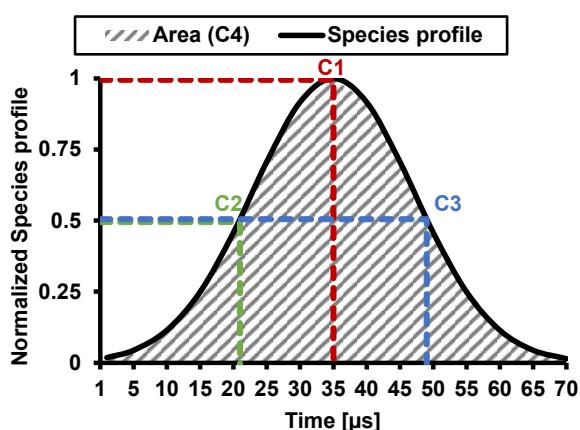 Area (C4) Species profile
C1
1
0.75
C2
C3
0.5
0.25
0
1 5 10 15 20 25 30 35 40 45 50 55 60 65 70
Normalized Species profile
Time [µs]